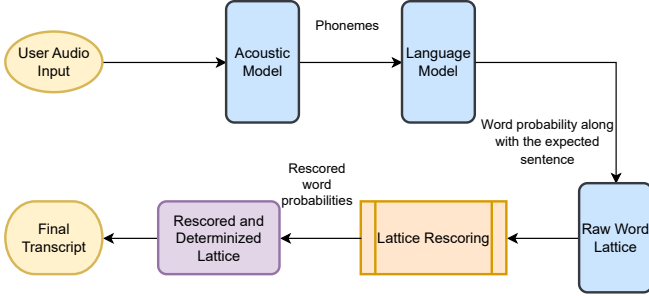 User Audio
Input
Acoustic
Model
Phonemes
Language
Model
Word probability along
with the expected
sentence
Raw Word
Lattice
Lattice Rescoring
Rescored
word
probabilities
Rescored and
Determinized
Lattice
Final
Transcript